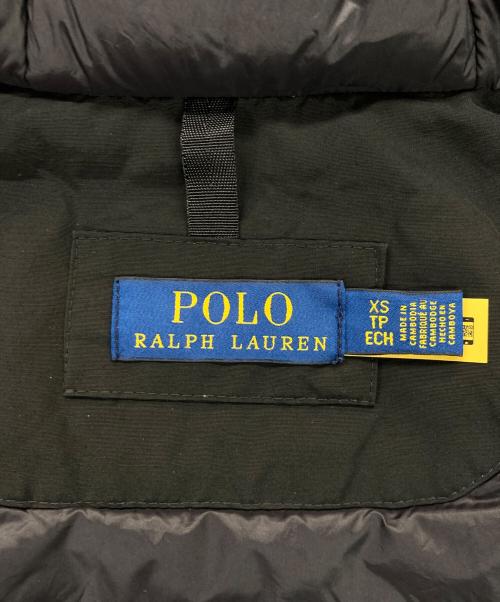 POLO
RALPH LAUREN
XS
TP
ECH
MADE IN
CAMBODIA
FABRIQUÉ AU
CAMBODGE
HECHO EN
CAMBOYA